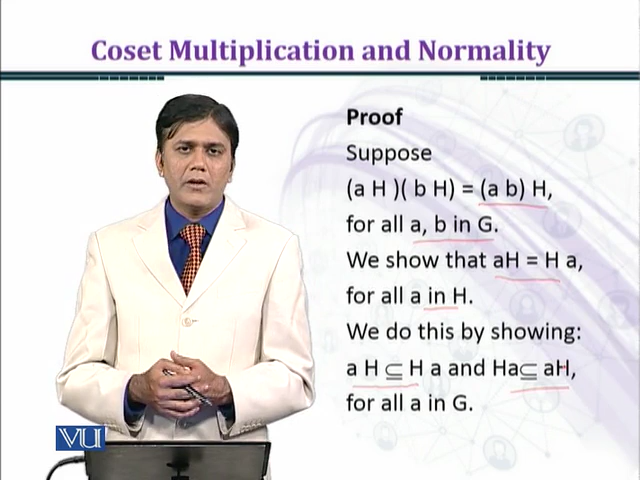 Coset Multiplication and Normality
Proof
Suppose
(a H )( b H) = (a b) H,
for all a, b in G.
We show that aH = H a,
for all a in H.
We do this by showing:
a H ⊆ H a and Ha⊆ aH,
for all a in G.
VU